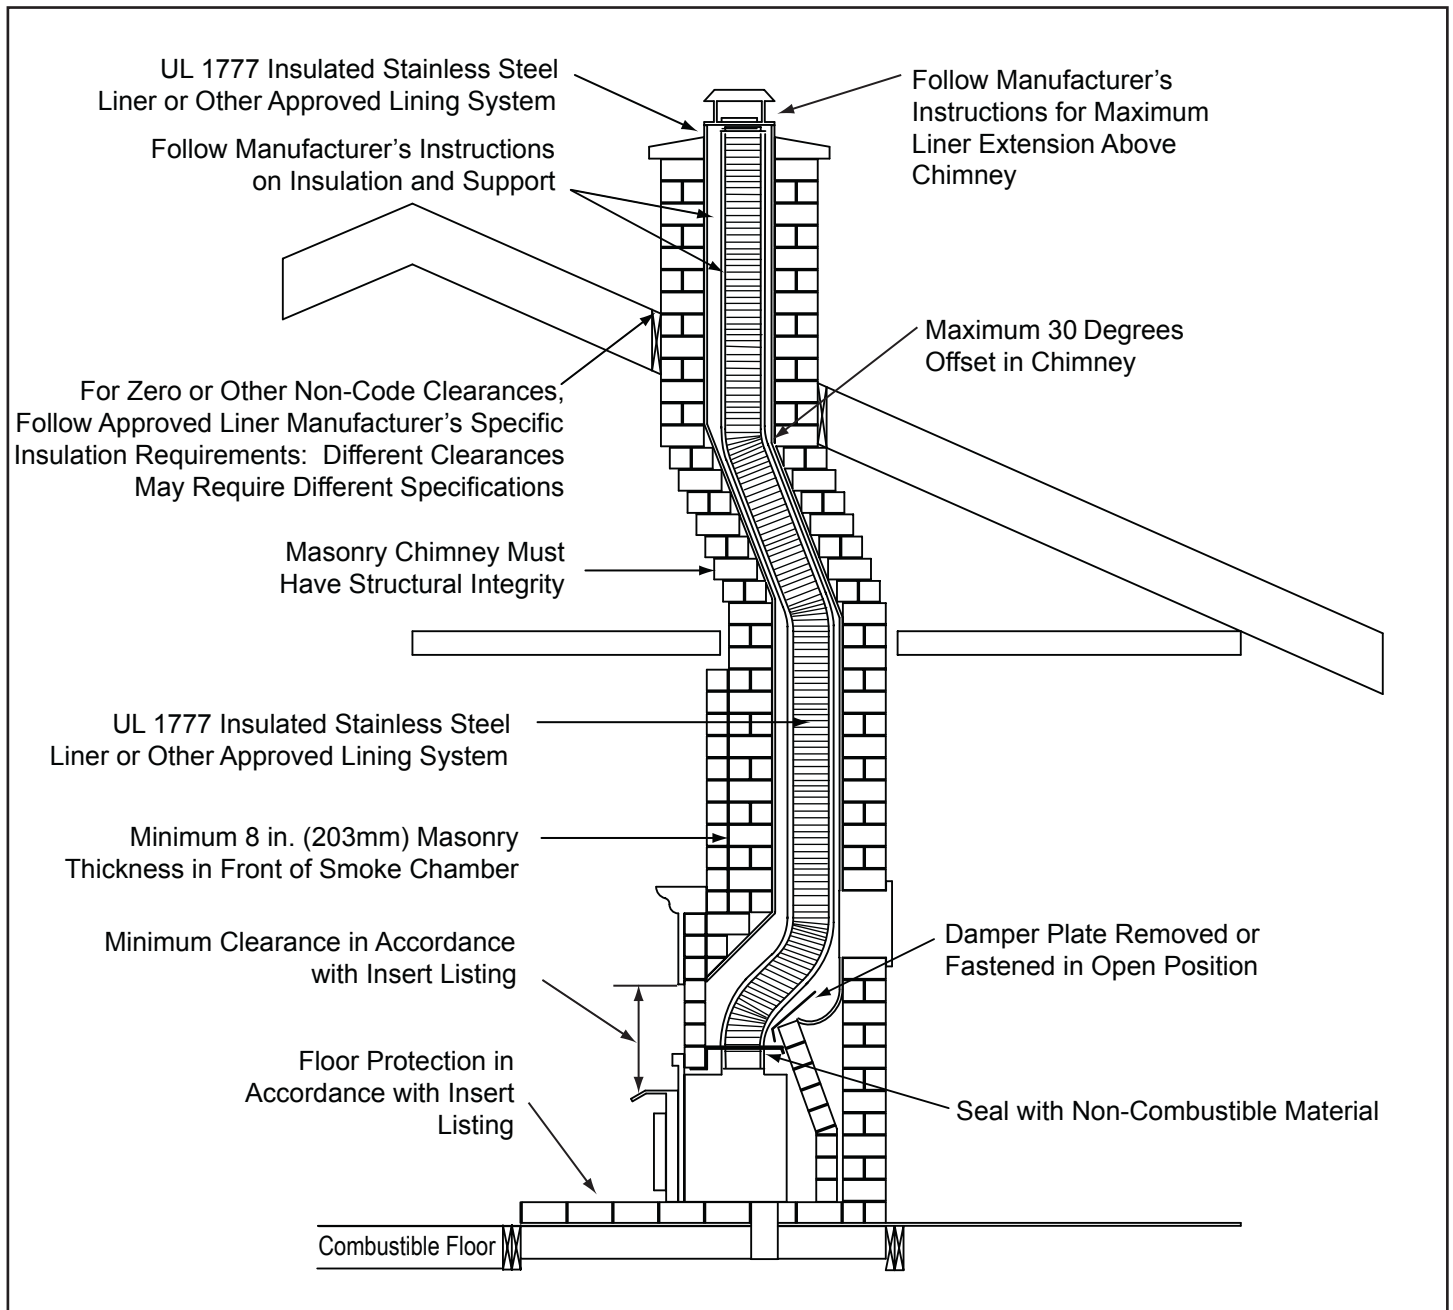 UL 1777 Insulated Stainless Steel
Liner or Other Approved Lining System
Follow Manufacturer's
Instructions for Maximum
Liner Extension Above
Chimney
Follow Manufacturer's Instructions
on Insulation and Support
Maximum 30 Degrees
Offset in Chimney
For Zero or Other Non-Code Clearances,
Follow Approved Liner Manufacturer's Specific
Insulation Requirements: Different Clearances
May Require Different Specifications
Masonry Chimney Must
Have Structural Integrity
UL 1777 Insulated Stainless Steel
Liner or Other Approved Lining System
Minimum 8 in. (203mm) Masonry
Thickness in Front of Smoke Chamber
Minimum Clearance in Accordance
with Insert Listing
Damper Plate Removed or
Fastened in Open Position
Floor Protection in
Accordance with Insert
Listing
Seal with Non-Combustible Material
Combustible Floor